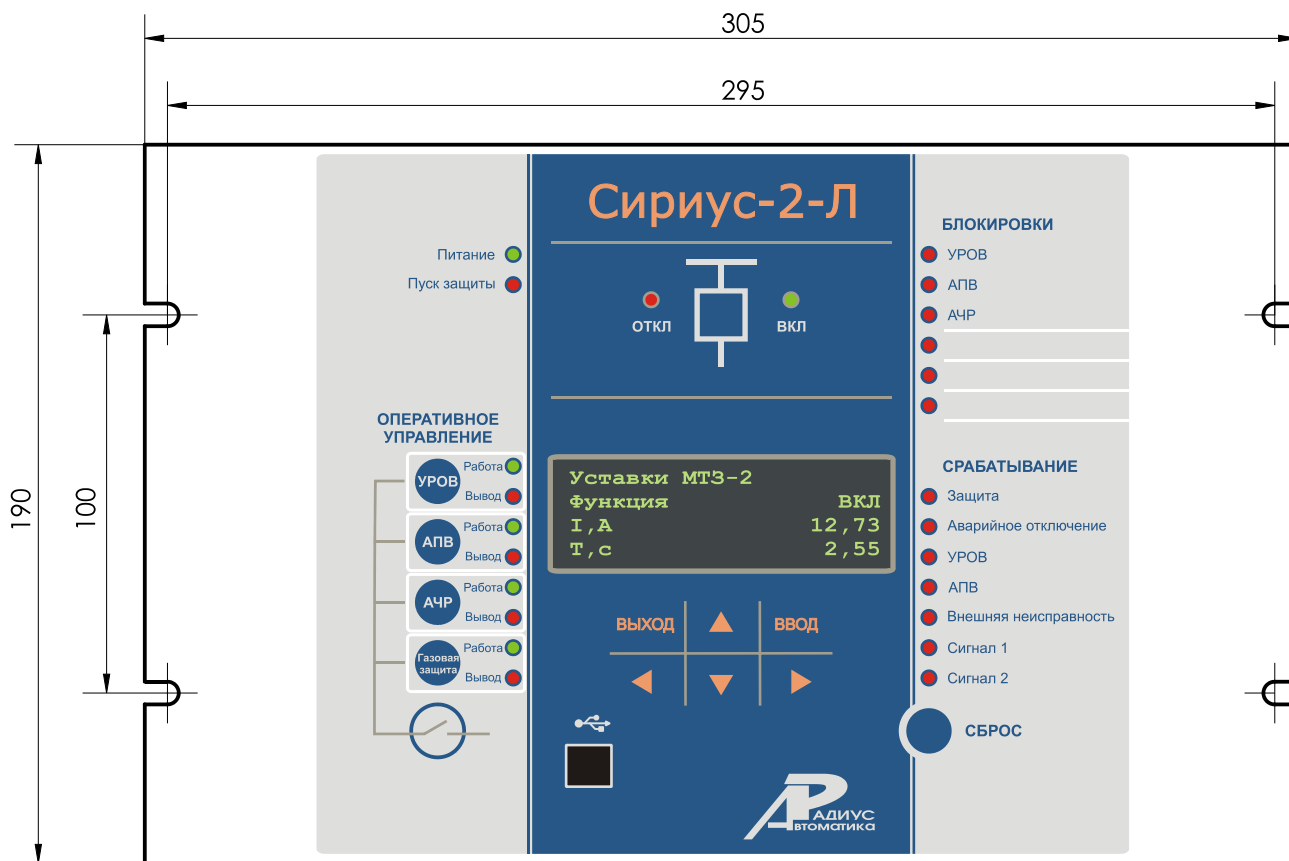 305
295
190
100
Сириус-2-Л
Питание
Пуск защиты
ОТКЛ
ВКЛ
БЛОКИРОВКИ
УРОВ
АПВ
АЧР
ОПЕРАТИВНОЕ
УПРАВЛЕНИЕ
УРОВ
Работа
Вывод
АПВ
Работа
Вывод
АЧР
Работа
Вывод
Газовая
защита
Работа
Вывод
Уставки МТЗ-2
Функция ВКЛ
I,А 12,73
Т,с 2,55
ВЫХОД
ВВОД
СРАБАТЫВАНИЕ
Защита
Аварийное отключение
УРОВ
АПВ
Внешняя неисправность
Сигнал 1
Сигнал 2
СБРОС
РАДИУС
Автоматика